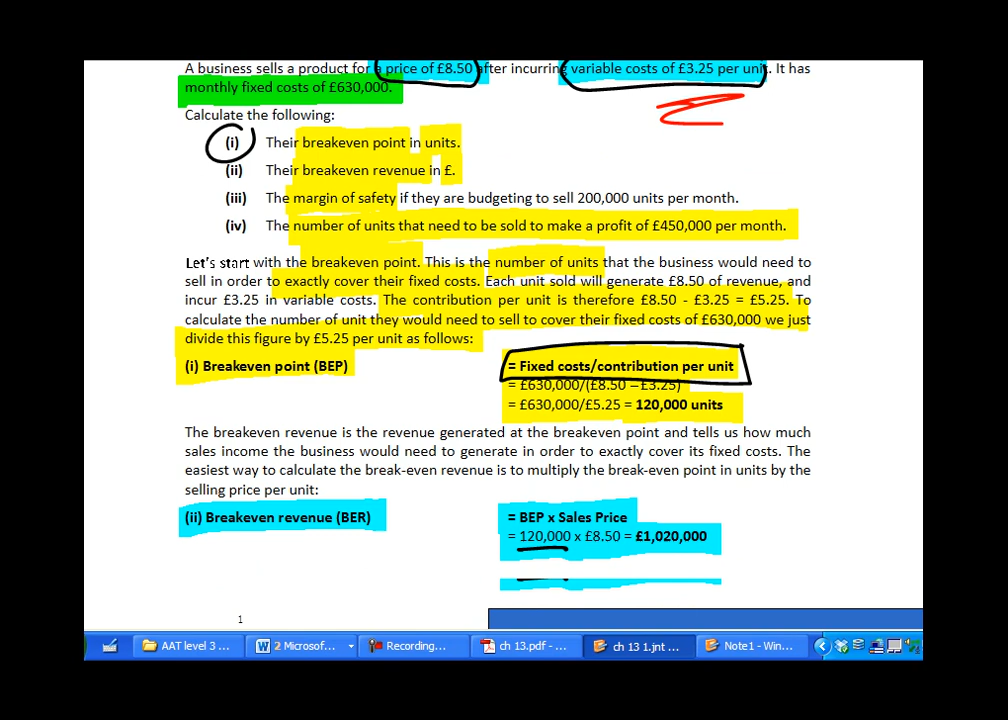 A business sells a product for a price of £8.50 after incurring variable costs of £3.25 per unit. It has
monthly fixed costs of £630,000.
Calculate the following:
(i) Their breakeven point in units.
(ii) Their breakeven revenue in £.
(iii) The margin of safety if they are budgeting to sell 200,000 units per month.
(iv) The number of units that need to be sold to make a profit of £450,000 per month.
Let's start with the breakeven point. This is the number of units that the business would need to
sell in order to exactly cover their fixed costs. Each unit sold will generate £8.50 of revenue, and
incur £3.25 in variable costs. The contribution per unit is therefore £8.50 - £3.25 = £5.25. To
calculate the number of unit they would need to sell to cover their fixed costs of £630,000 we just
divide this figure by £5.25 per unit as follows:
(i) Breakeven point (BEP) = Fixed costs/contribution per unit
= £630,000/(£8.50 – £3.25)
= £630,000/£5.25 = 120,000 units
The breakeven revenue is the revenue generated at the breakeven point and tells us how much
sales income the business would need to generate in order to exactly cover its fixed costs. The
easiest way to calculate the break-even revenue is to multiply the break-even point in units by the
selling price per unit:
(ii) Breakeven revenue (BER) = BEP x Sales Price
= 120,000 x £8.50 = £1,020,000
1
AAT level 3 ... 2 Microsof... Recording... ch 13.pdf - ... ch 13 1.jnt ... Note1 - Win...